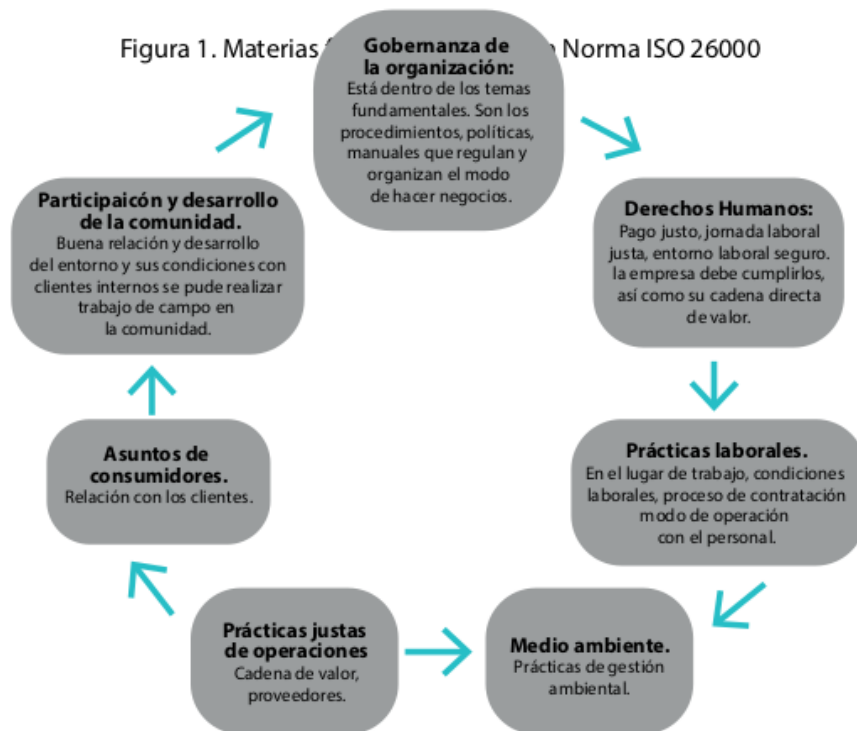 Figura 1. Materias Norma ISO 26000
Gobernanza de
la organización:
Está dentro de los temas
fundamentales. Son los
procedimientos, políticas,
manuales que regulan y
organizan el modo
de hacer negocios.
Derechos Humanos:
Pago justo, jornada laboral
justa, entorno laboral seguro.
la empresa debe cumplirlos,
así como su cadena directa
de valor.
Prácticas laborales.
En el lugar de trabajo, condiciones
laborales, proceso de contratación
modo de operación
con el personal.
Medio ambiente.
Prácticas de gestión
ambiental.
Prácticas justas
de operaciones
Cadena de valor,
proveedores.
Asuntos de
consumidores.
Relación con los clientes.
Participaicón y desarrollo
de la comunidad.
Buena relación y desarrollo
del entorno y sus condiciones con
clientes internos se pude realizar
trabajo de campo en
la comunidad.